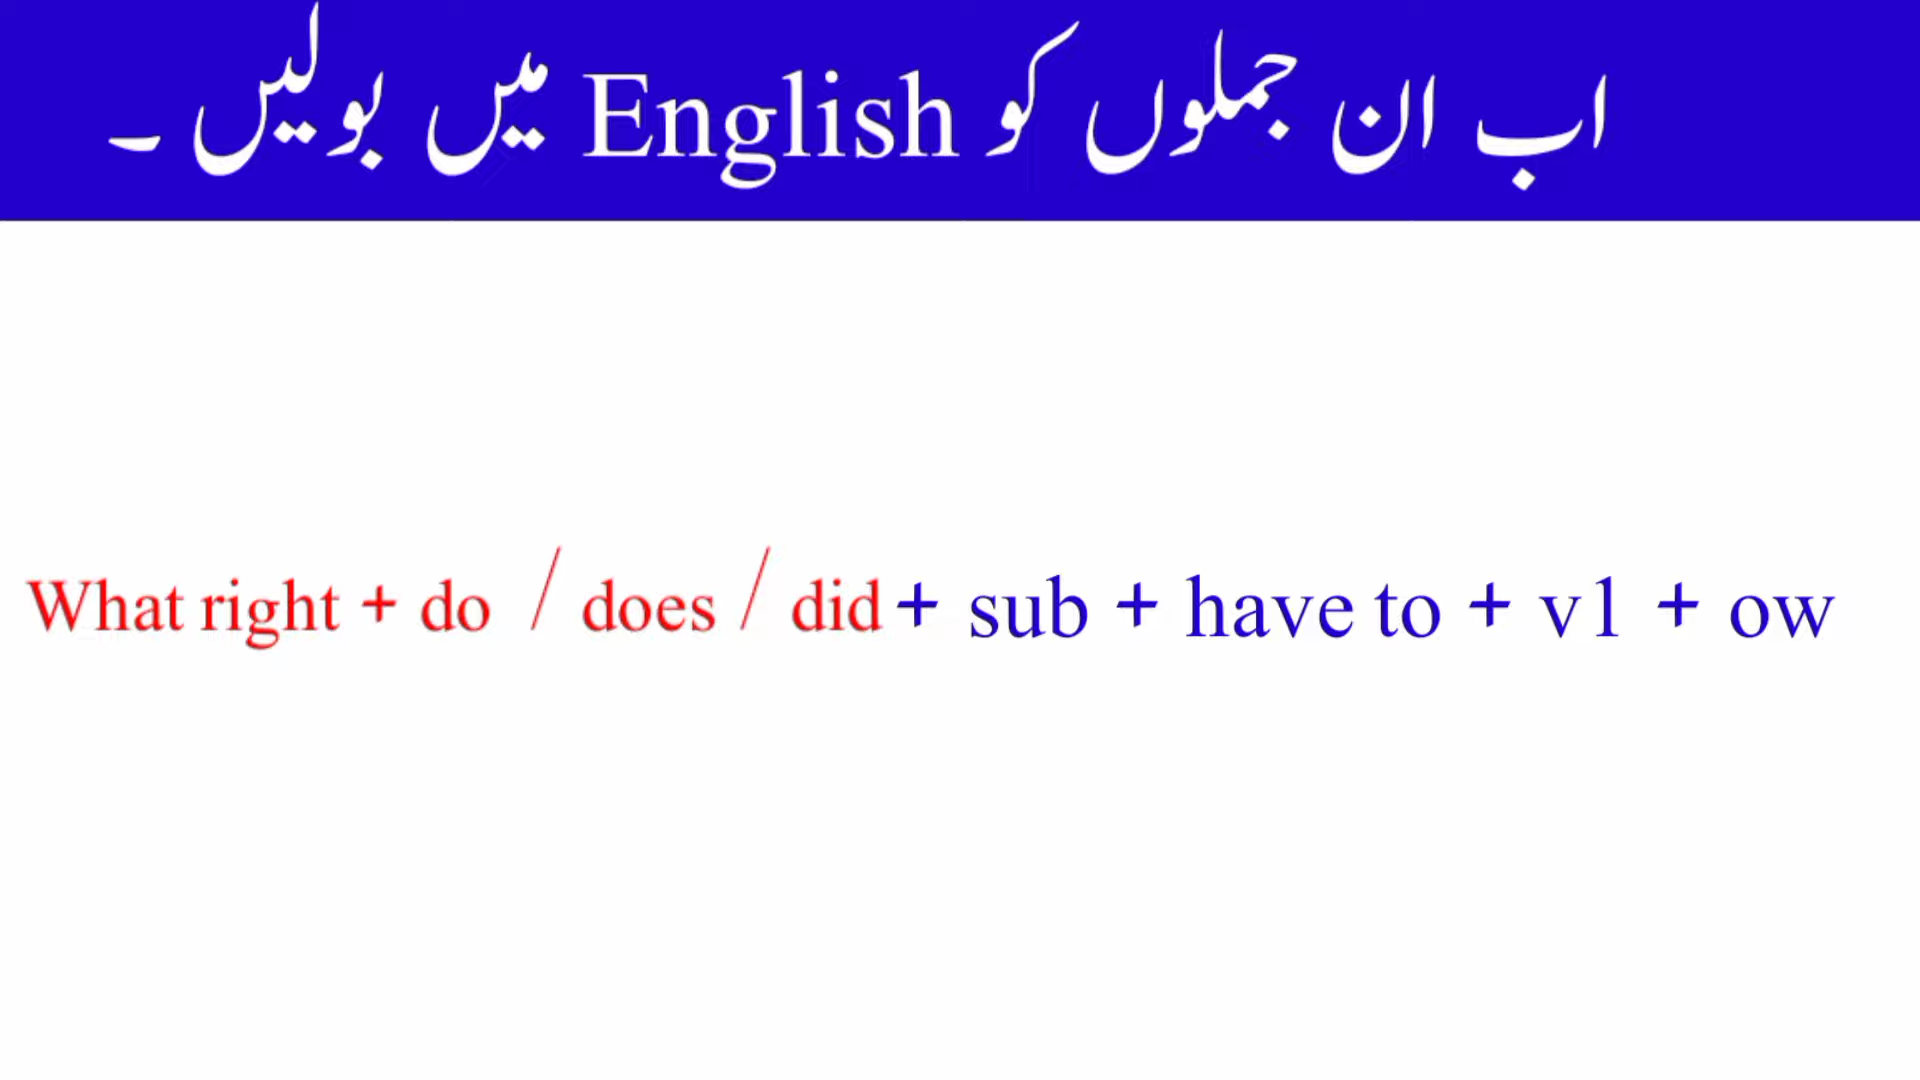 اب ان جملوں کو English میں بولیں ۔
What right + do / does / did + sub + have to + v1 + ow